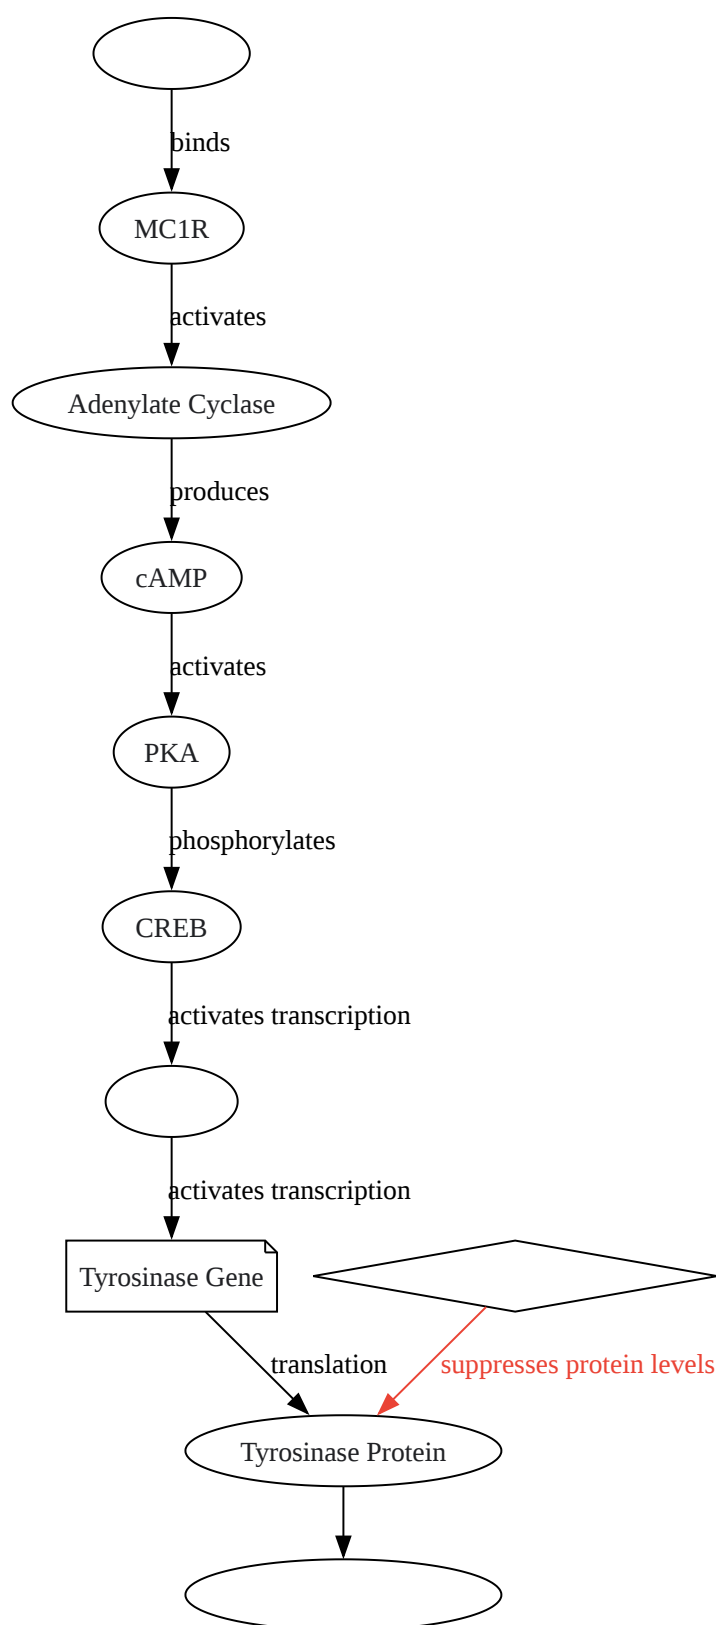 binds
MC1R
activates
Adenylate Cyclase
produces
cAMP
activates
PKA
phosphorylates
CREB
activates transcription
activates transcription
Tyrosinase Gene
translation
suppresses protein levels
Tyrosinase Protein